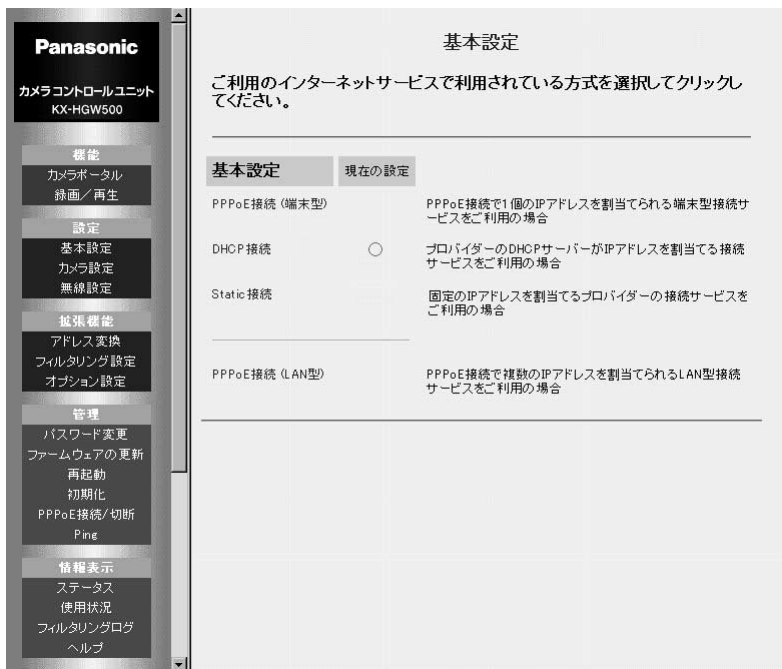 Panasonic
カメラコントロールユニット
KX-HGW500
機能
カメラポータル
録画／再生
設定
基本設定
カメラ設定
無線設定
拡張機能
アドレス変換
フィルタリング設定
オプション設定
管理
パスワード変更
ファームウェアの更新
再起動
初期化
PPPoE接続/切断
Ping
情報表示
ステータス
使用状況
フィルタリングログ
ヘルプ
基本設定
ご利用のインターネットサービスで利用されている方式を選択してクリックし
てください。
基本設定 現在の設定
PPPoE接続 (端末型) PPPoE接続で1個のIPアドレスを割当てられる端末型接続サ
ービスをご利用の場合
DHCP接続 ○ プロバイダーのDHCPサーバーがIPアドレスを割当てる接続
サービスをご利用の場合
Static接続 固定のIPアドレスを割当てるプロバイダーの接続サービスを
ご利用の場合
PPPoE接続 (LAN型) PPPoE接続で複数のIPアドレスを割当てられるLAN型接続
サービスをご利用の場合